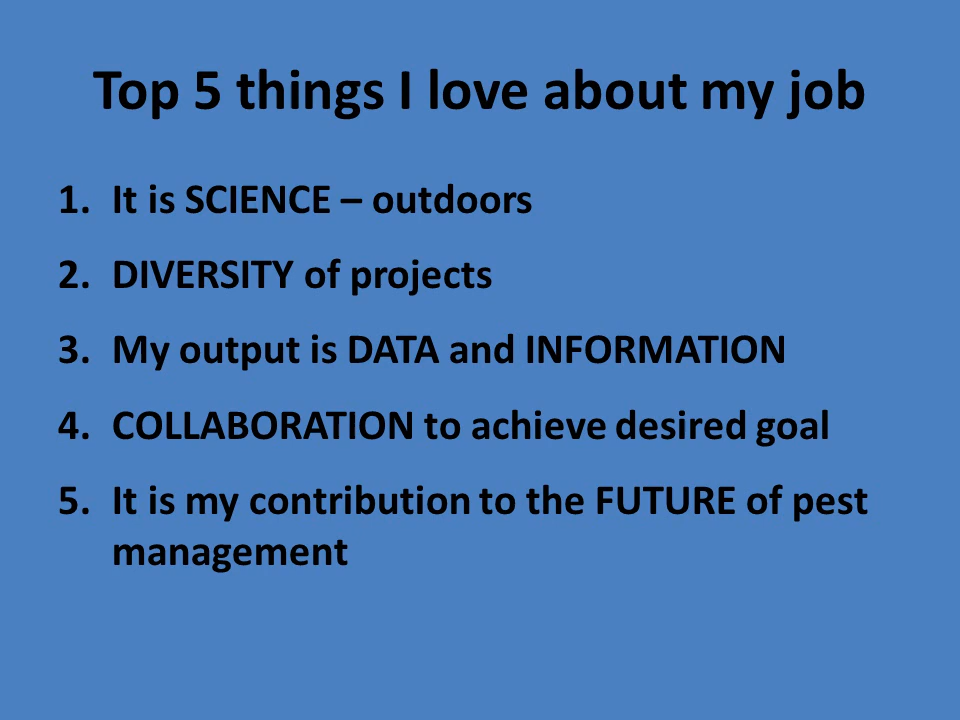 Top 5 things I love about my job
1. It is SCIENCE – outdoors
2. DIVERSITY of projects
3. My output is DATA and INFORMATION
4. COLLABORATION to achieve desired goal
5. It is my contribution to the FUTURE of pest
management